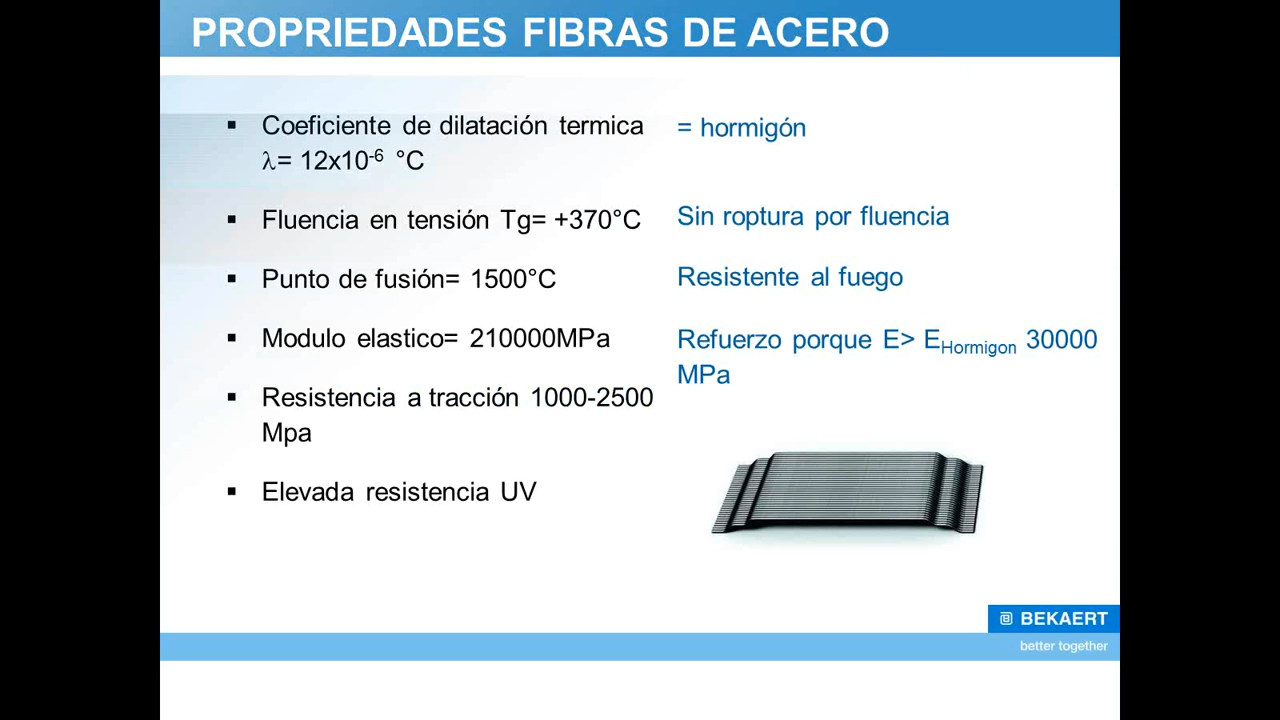 PROPRIEDADES FIBRAS DE ACERO
▪ Coeficiente de dilatación termica
λ= 12x10-6 °C
= hormigón
▪ Fluencia en tensión Tg= +370°C
Sin roptura por fluencia
▪ Punto de fusión= 1500°C
Resistente al fuego
▪ Modulo elastico= 210000MPa
Refuerzo porque E> EHormigon 30000
MPa
▪ Resistencia a tracción 1000-2500
Mpa
▪ Elevada resistencia UV
BEKAERT
better together